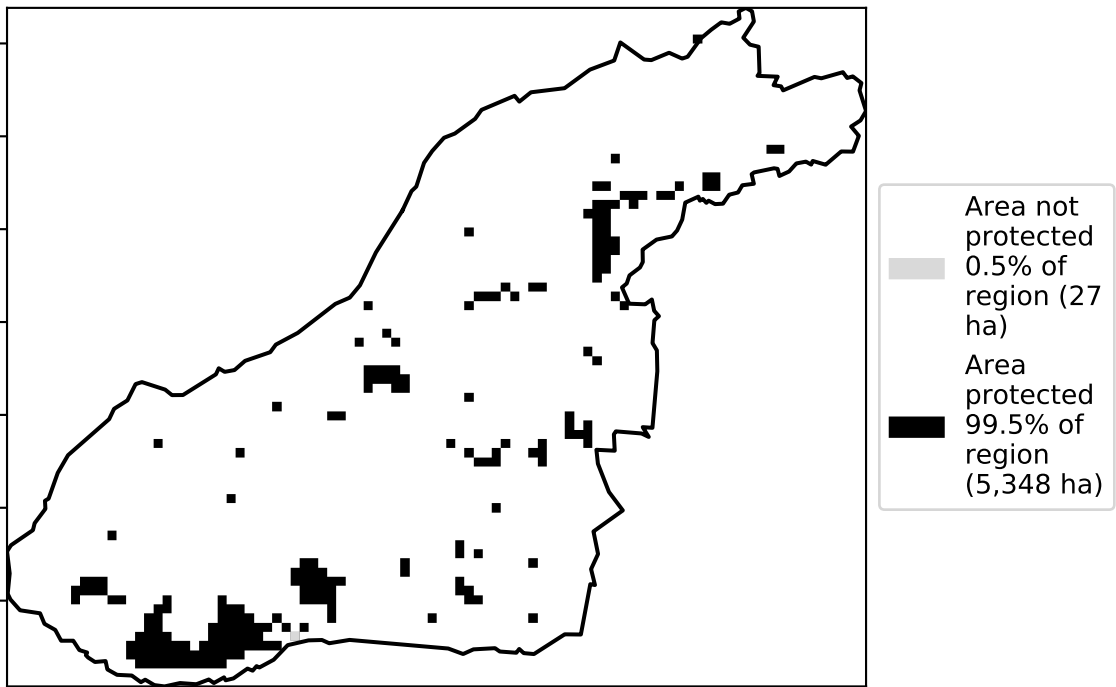 Area not
protected
0.5% of
region (27
ha)
Area
protected
99.5% of
region
(5,348 ha)